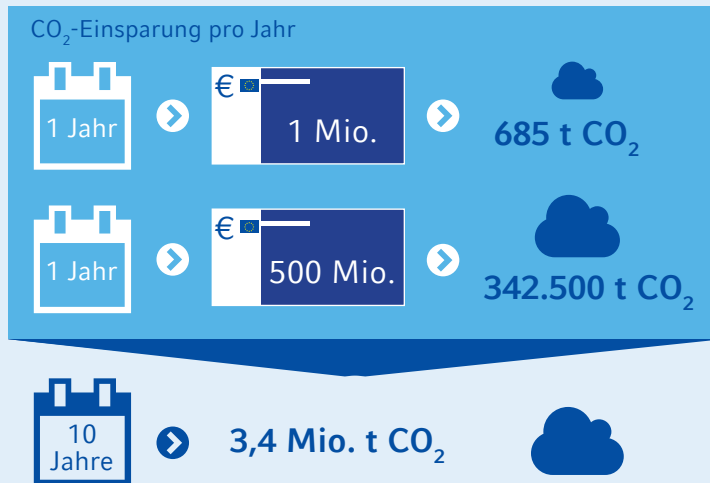 CO₂-Einsparung pro Jahr
1 Jahr
€
1 Mio.
685 t CO₂
1 Jahr
€
500 Mio.
342.500 t CO₂
10
Jahre
3,4 Mio. t CO₂